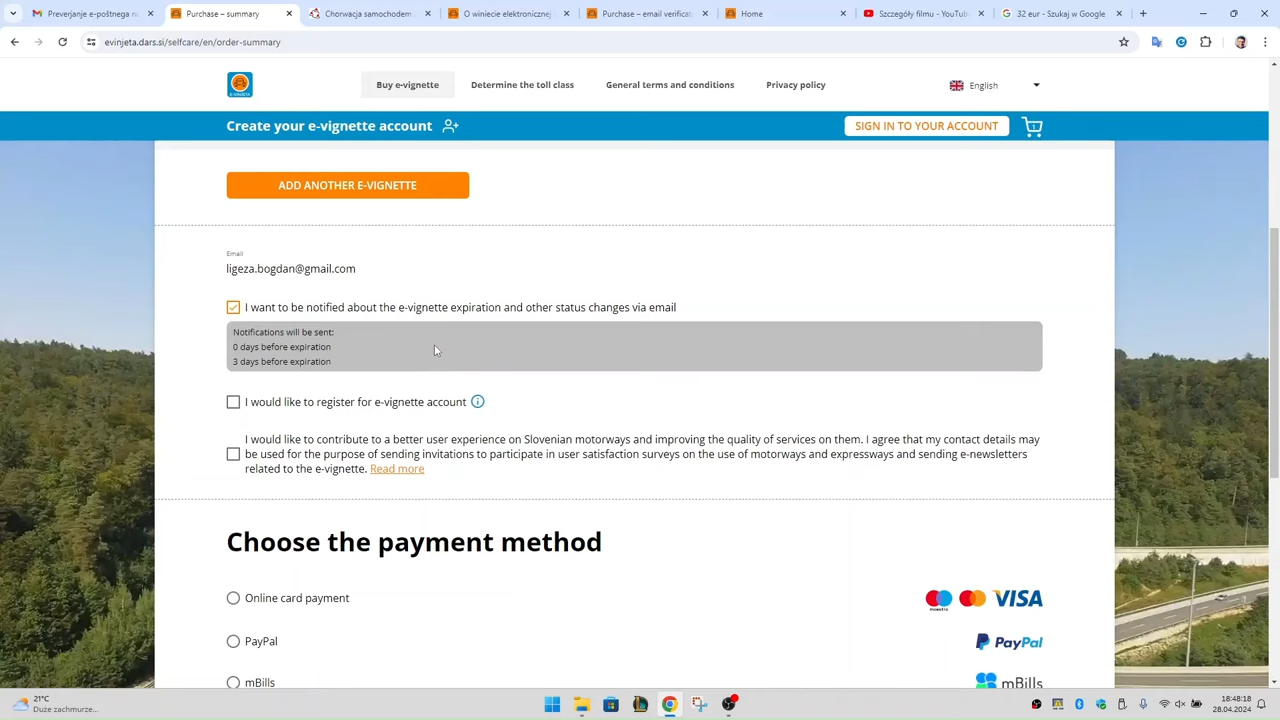 Preverjanje e-poštnega na
Purchase – summary
Chorwacja samochodem
O winiecie elektronicznej
Purchase – email verificat
Home
Szczegóły filmu - YouTub
32 eur - Szukaj w Google
evinjeta.dars.si/selfcare/en/order-summary
Buy e-vignette
Determine the toll class
General terms and conditions
Privacy policy
English
Create your e-vignette account
SIGN IN TO YOUR ACCOUNT
1
ADD ANOTHER E-VIGNETTE
Email
ligeza.bogdan@gmail.com
I want to be notified about the e-vignette expiration and other status changes via email
Notifications will be sent:
0 days before expiration
3 days before expiration
I would like to register for e-vignette account
I would like to contribute to a better user experience on Slovenian motorways and improving the quality of services on them. I agree that my contact details may
be used for the purpose of sending invitations to participate in user satisfaction surveys on the use of motorways and expressways and sending e-newsletters
related to the e-vignette. Read more
Choose the payment method
Online card payment
maestro
VISA
PayPal
PayPal
mBills
mBills
21°C
Duże zachmurze...
18:48:18
28.04.2024